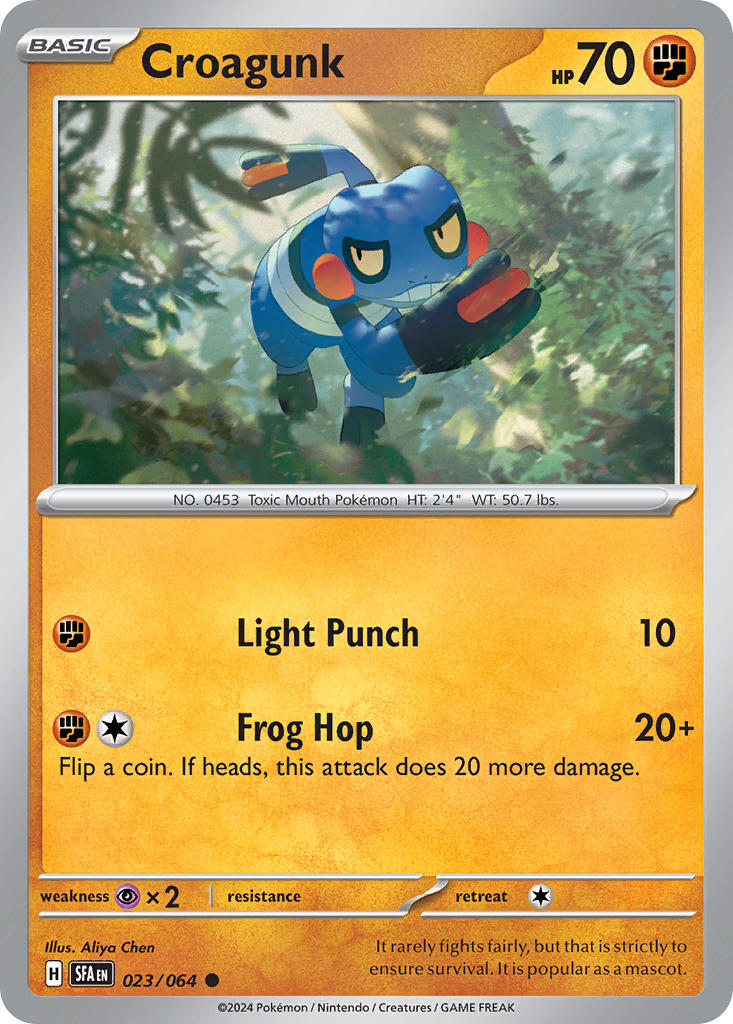 BASIC
Croagunk
HP 70
NO. 0453 Toxic Mouth Pokémon HT: 2'4" WT: 50.7 lbs.
Light Punch 10
Frog Hop 20+
Flip a coin. If heads, this attack does 20 more damage.
weakness ×2 resistance retreat
Illus. Aliya Chen
It rarely fights fairly, but that is strictly to
ensure survival. It is popular as a mascot.
H SFA EN 023/064
©2024 Pokémon / Nintendo / Creatures / GAME FREAK